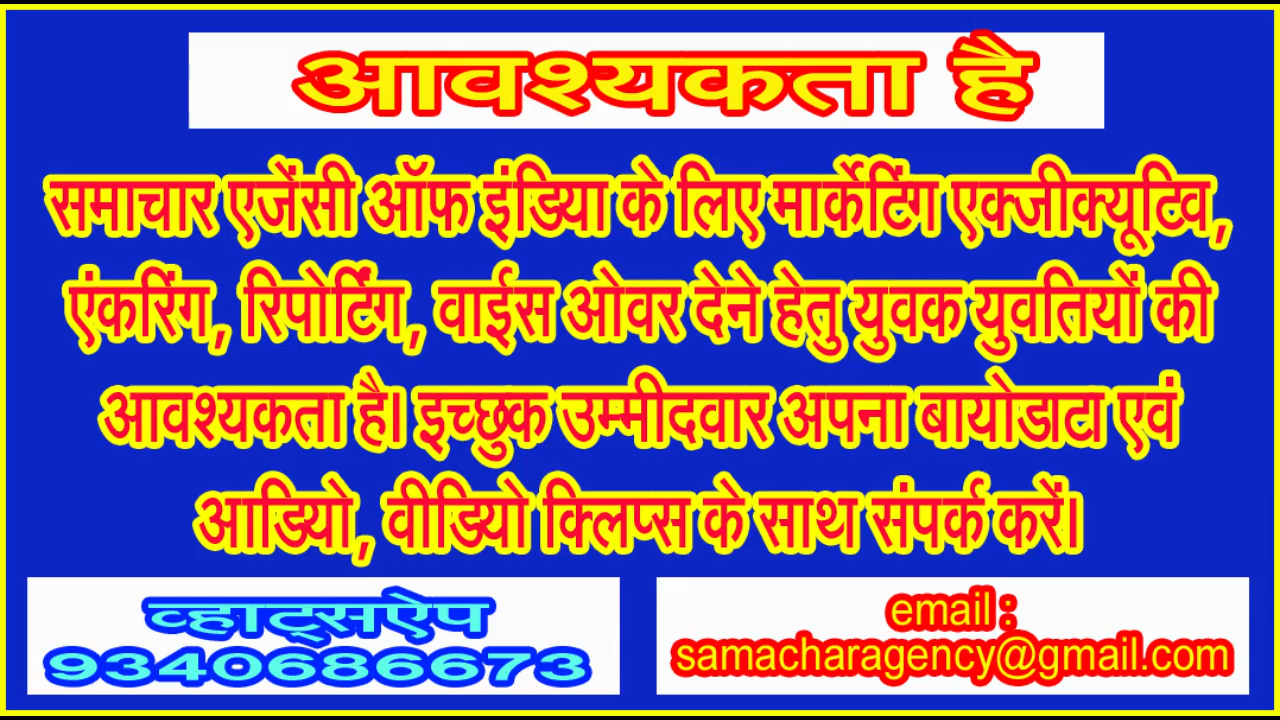 आवश्यकता है
समाचार एजेंसी ऑफ इंडिया के लिए मार्केटिंग एक्जीक्यूटिव,
एंकरिंग, रिपोर्टिंग, वाईस ओवर देने हेतु युवक युवतियों की
आवश्यकता है। इच्छुक उम्मीदवार अपना बायोडाटा एवं
आडियो, वीडियो क्लिप्स के साथ संपर्क करें।
व्हाट्सऐप
9340686673
email :
samacharagency@gmail.com